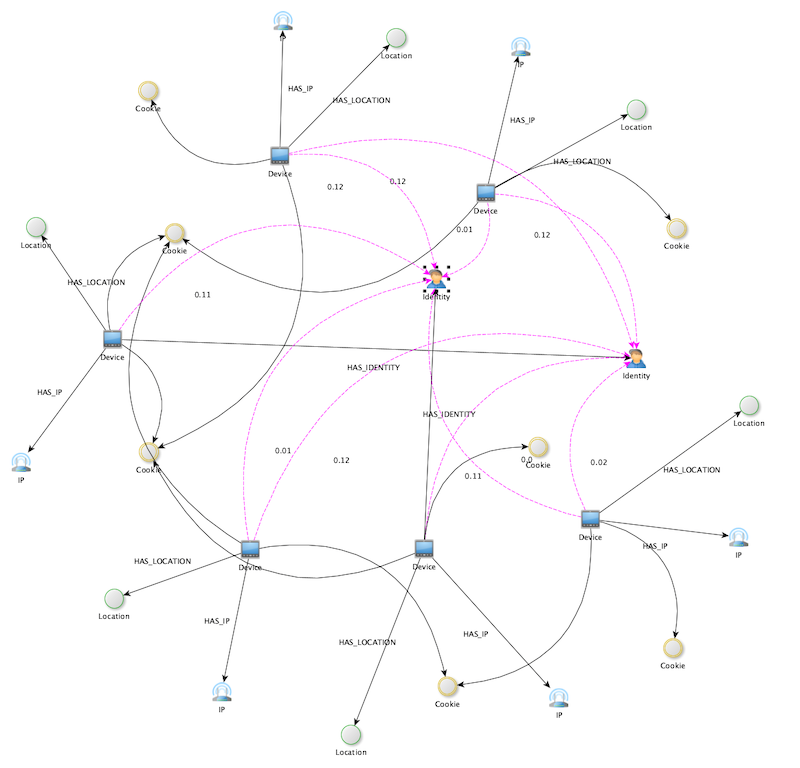 IP
Location
IP
HAS_IP
HAS_LOCATION
Cookie
Location
HAS_IP
HAS_LOCATION
Device
0.12
0.12
Device
0.01
0.12
Cookie
Location
Cookie
HAS_LOCATION
0.11
Identity
Device
HAS_IDENTITY
Identity
HAS_IP
HAS_IDENTITY
Location
IP
Cookie
0.01
0.12
0.0
Cookie
0.11
0.02
HAS_LOCATION
Device
HAS_IP
IP
HAS_LOCATION
Device
Device
Location
HAS_IP
HAS_LOCATION
HAS_IP
Cookie
IP
Cookie
IP
Location